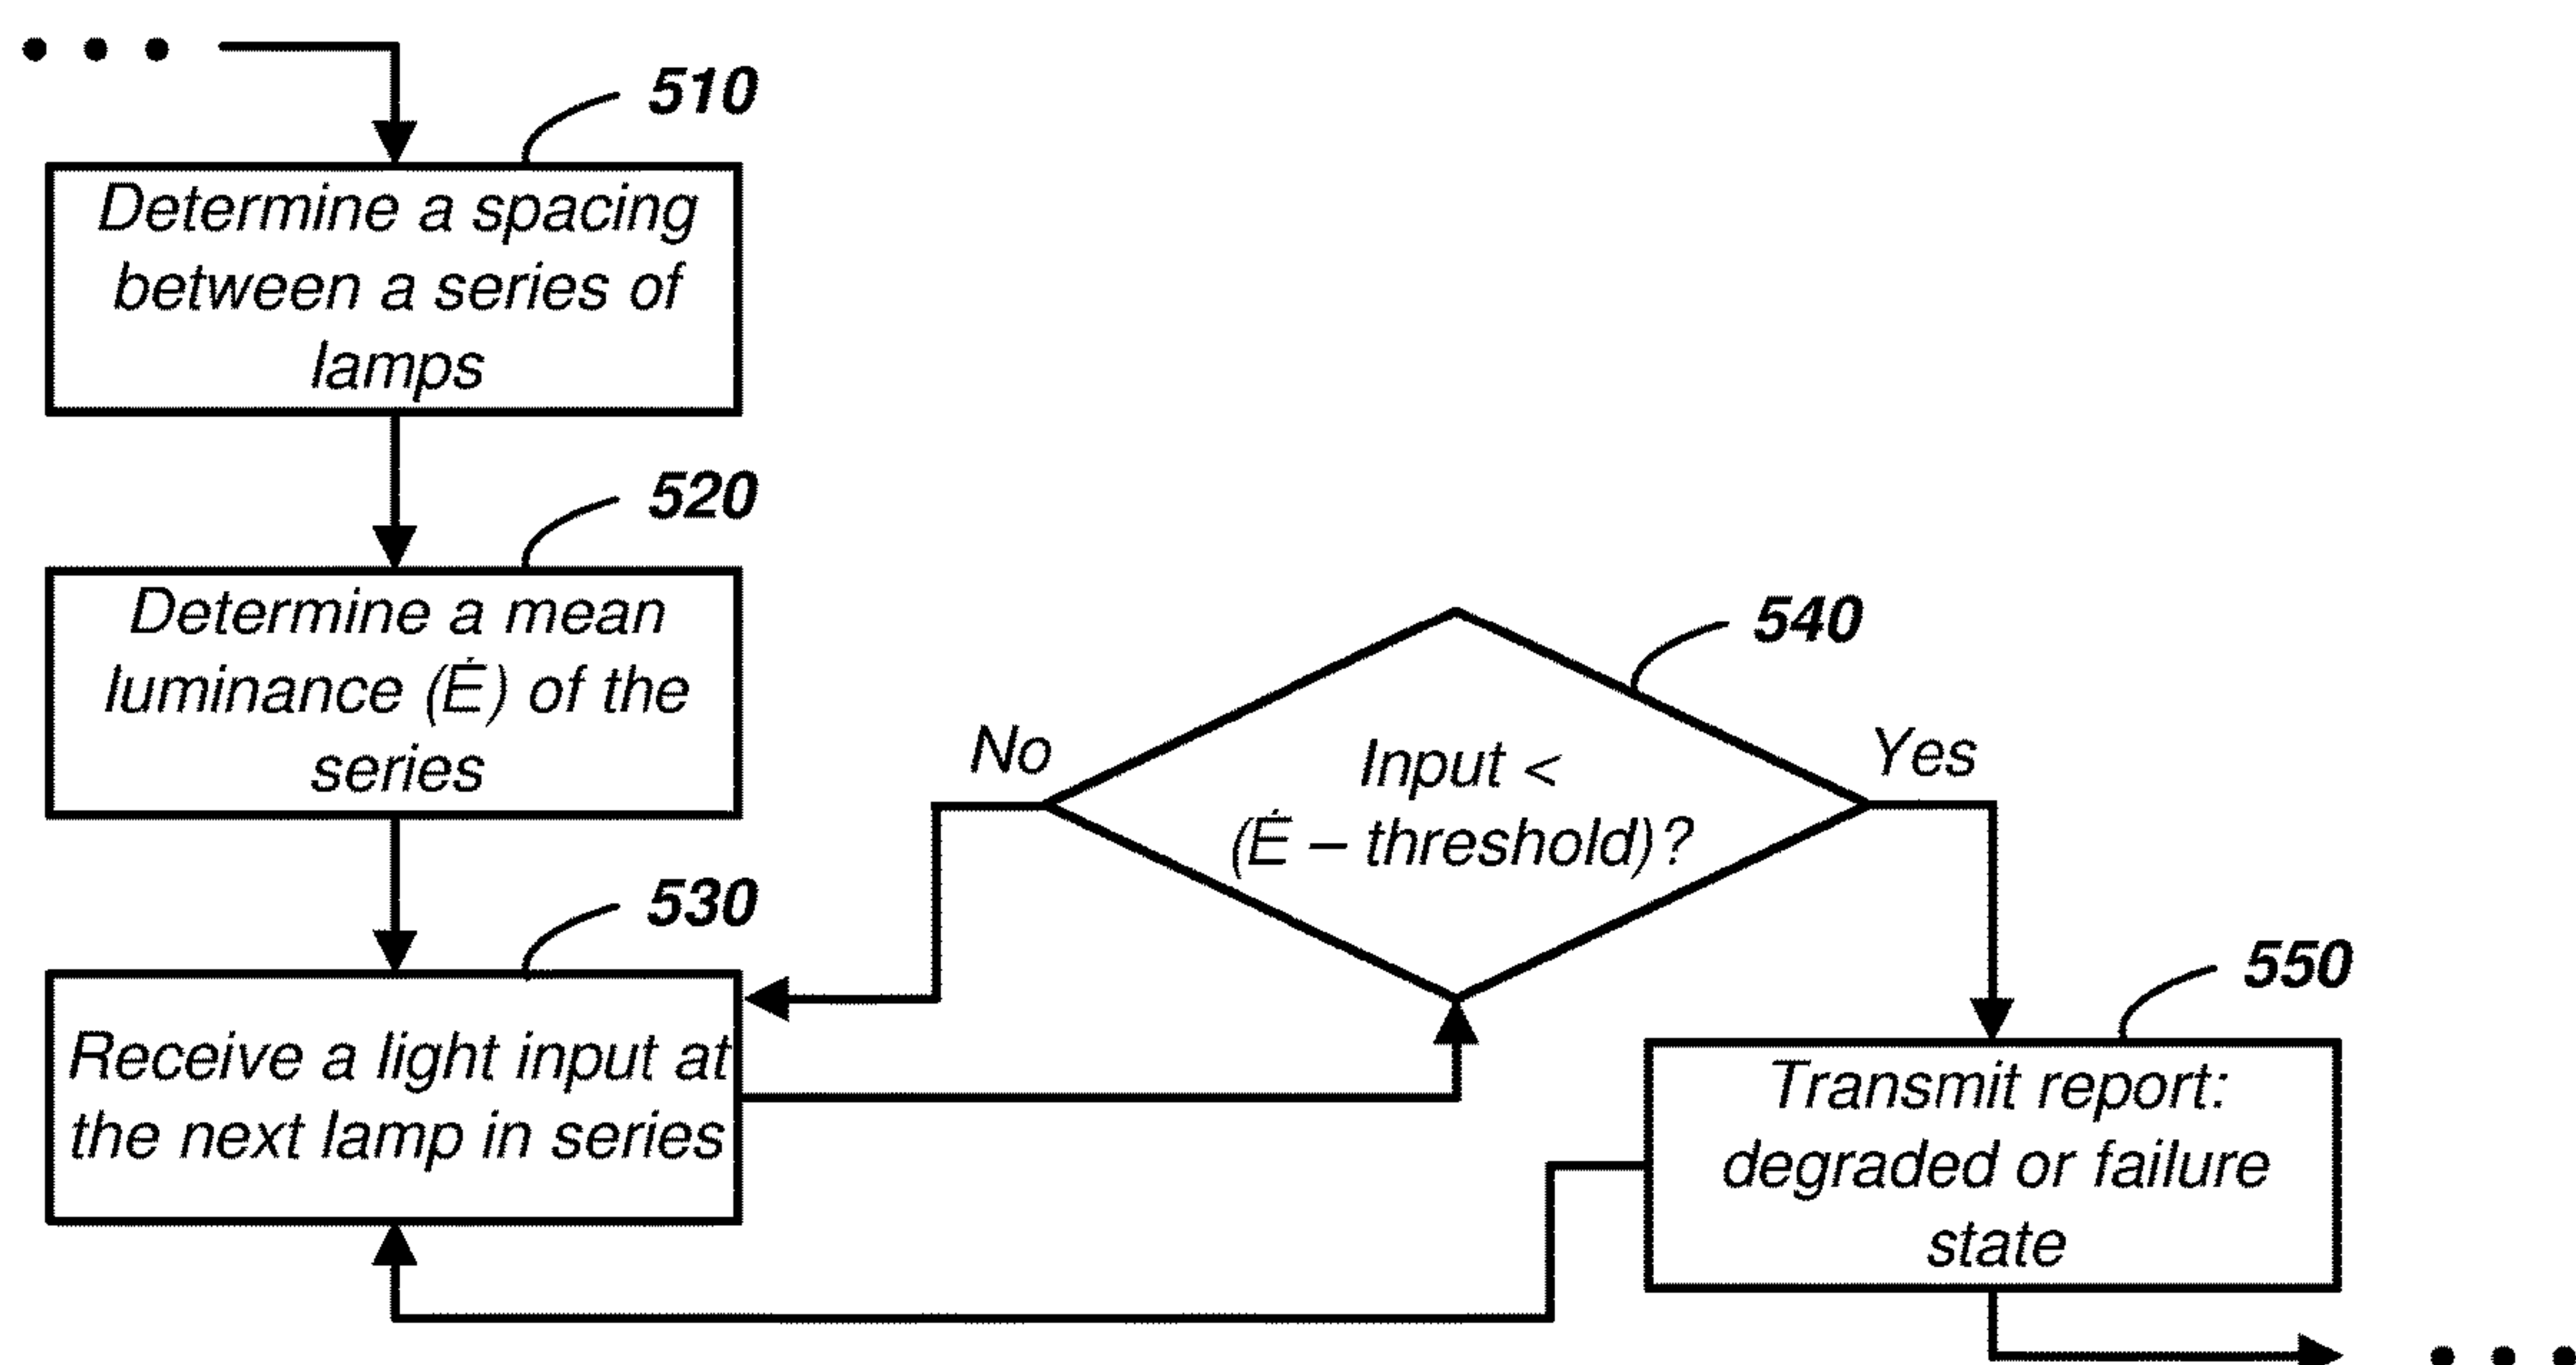 510
Determine a spacing
between a series of
lamps
520
Determine a mean
luminance (Ė) of the
series
530
Receive a light input at
the next lamp in series
540
No
Input <
(Ė – threshold)?
Yes
550
Transmit report:
degraded or failure
state